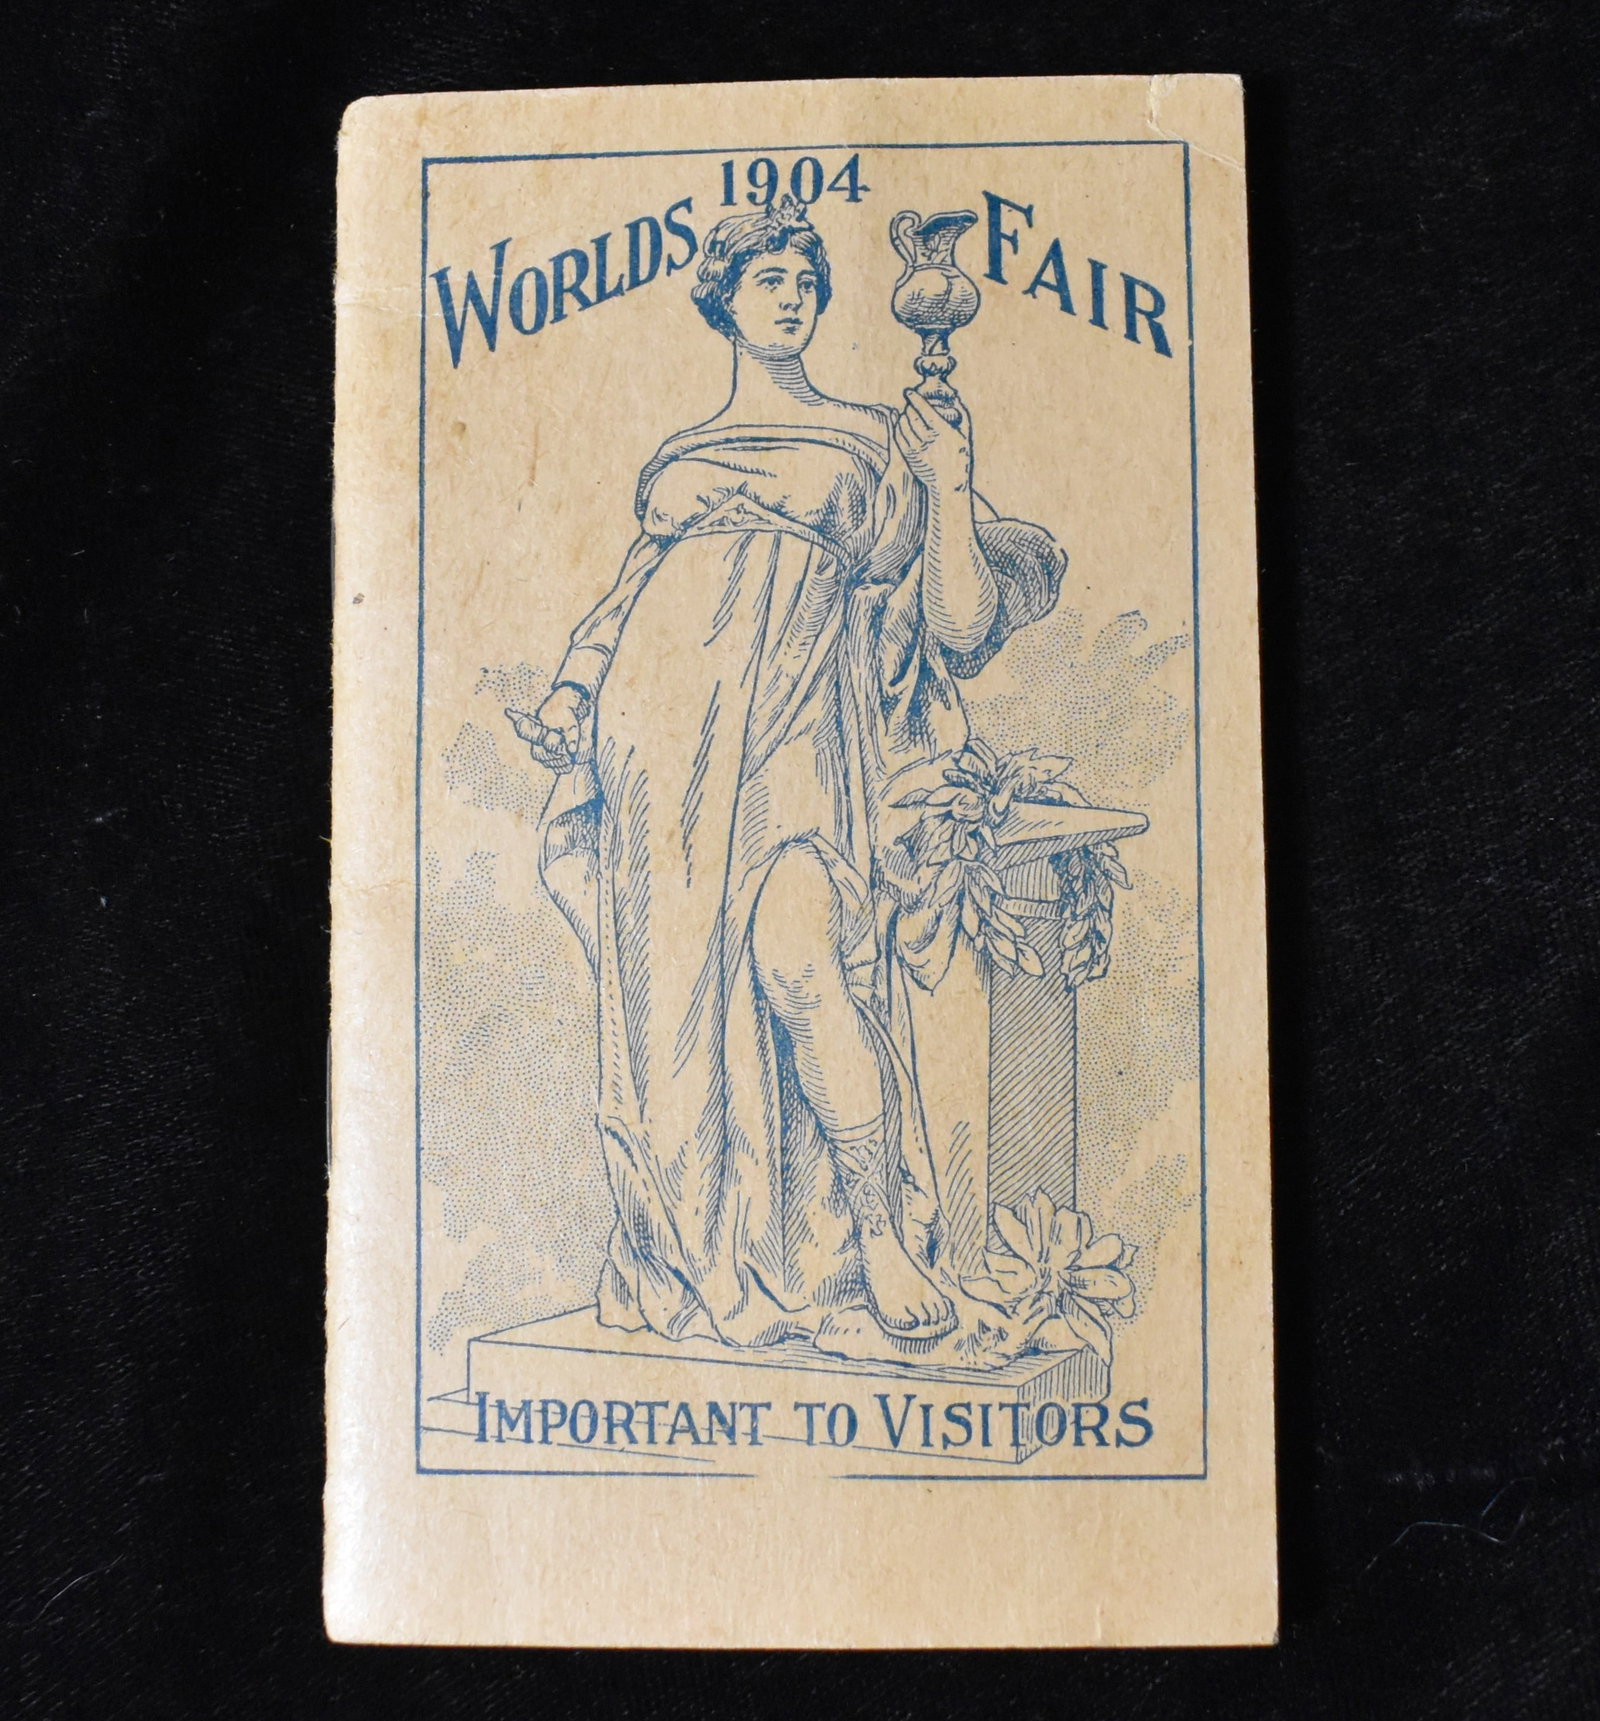 1904
WORLDS FAIR
IMPORTANT TO VISITORS